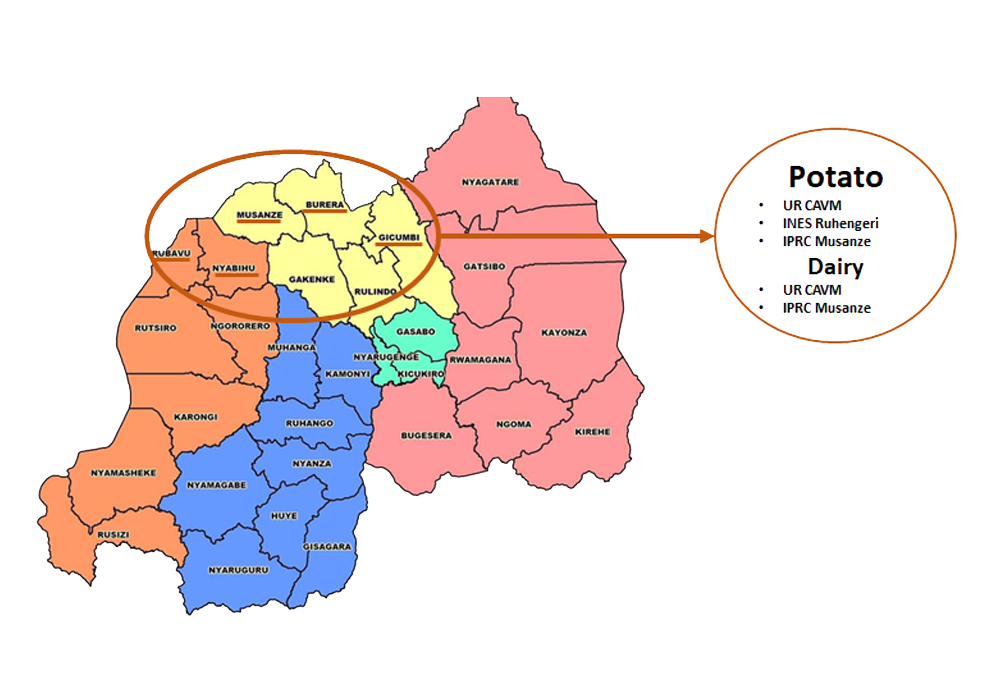 NYAGATARE
BURERA
MUSANZE
GICUMBI
RUBAVU
NYABIHU
GATSIBO
GAKENKE
RULINDO
RUTSIRO
NGORORERO
GASABO
KAYONZA
MUHANGA
NYARUGENGE
RWAMAGANA
KAMONYI
KICUKIRO
KARONGI
RUHANGO
NGOMA
BUGESERA
KIREHE
NYANZA
NYAMASHEKE
NYAMAGABE
HUYE
RUSIZI
GISAGARA
NYARUGURU
Potato
• UR CAVM
• INES Ruhengeri
• IPRC Musanze
Dairy
• UR CAVM
• IPRC Musanze